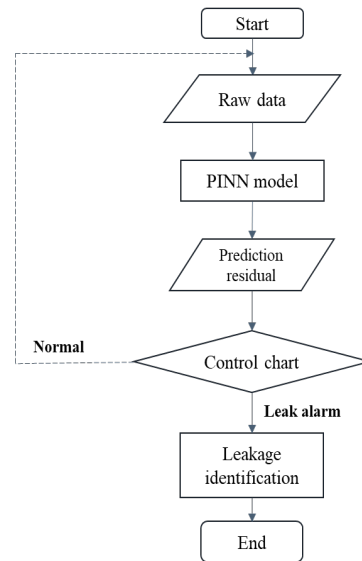 Start
Raw data
PINN model
Prediction
residual
Normal
Control chart
Leak alarm
Leakage
identification
End